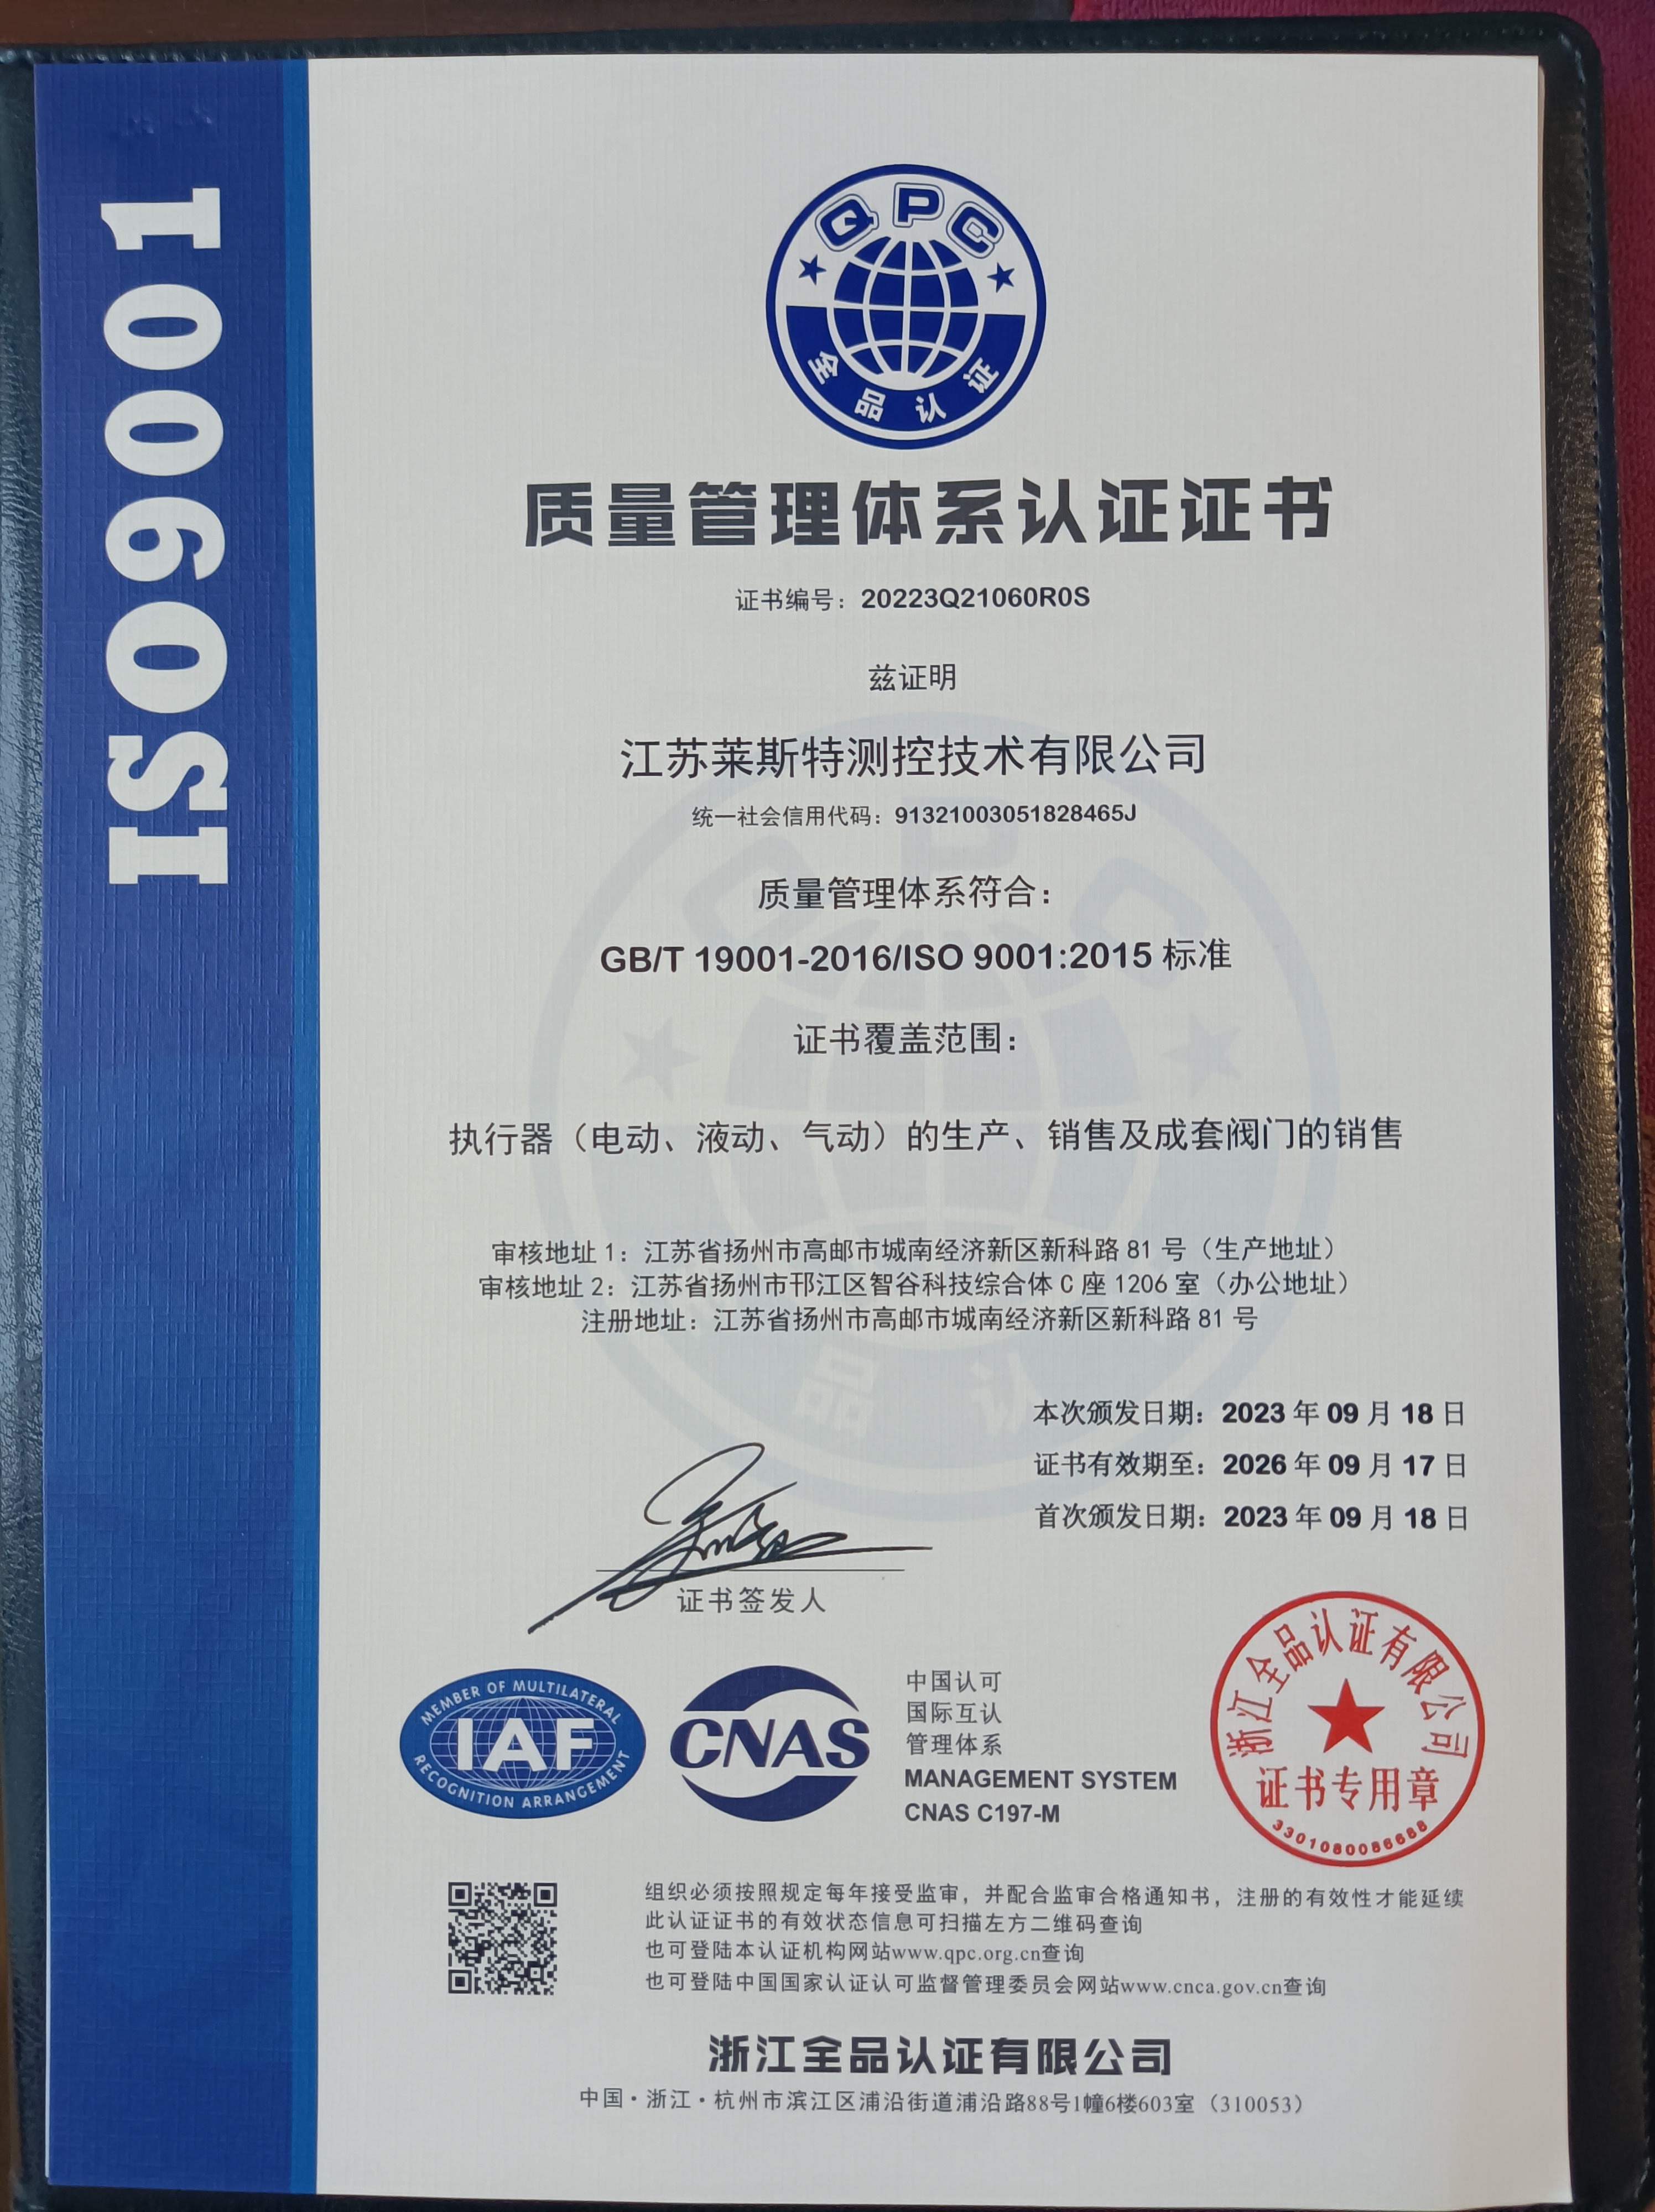 ISO9001
QPC
全品认证
质量管理体系认证证书
证书编号：20223Q21060R0S
兹证明
江苏莱斯特测控技术有限公司
统一社会信用代码：91321003051828465J
质量管理体系符合：
GB/T 19001-2016/ISO 9001:2015 标准
证书覆盖范围：
执行器（电动、液动、气动）的生产、销售及成套阀门的销售
审核地址 1：江苏省扬州市高邮市城南经济新区新科路 81 号（生产地址）
审核地址 2：江苏省扬州市邗江区智谷科技综合体 C 座 1206 室（办公地址）
注册地址：江苏省扬州市高邮市城南经济新区新科路 81 号
本次颁发日期：2023 年 09 月 18 日
证书有效期至：2026 年 09 月 17 日
首次颁发日期：2023 年 09 月 18 日
证书签发人
MEMBER OF MULTILATERAL
IAF
RECOGNITION ARRANGEMENT
CNAS
中国认可
国际互认
管理体系
MANAGEMENT SYSTEM
CNAS C197-M
浙江全品认证有限公司
证书专用章
3301080086688
组织必须按照规定每年接受监审，并配合监审合格通知书，注册的有效性才能延续
此认证证书的有效状态信息可扫描左方二维码查询
也可登陆本认证机构网站www.qpc.org.cn查询
也可登陆中国国家认证认可监督管理委员会网站www.cnca.gov.cn查询
浙江全品认证有限公司
中国·浙江·杭州市滨江区浦沿街道浦沿路88号1幢6楼603室（310053）